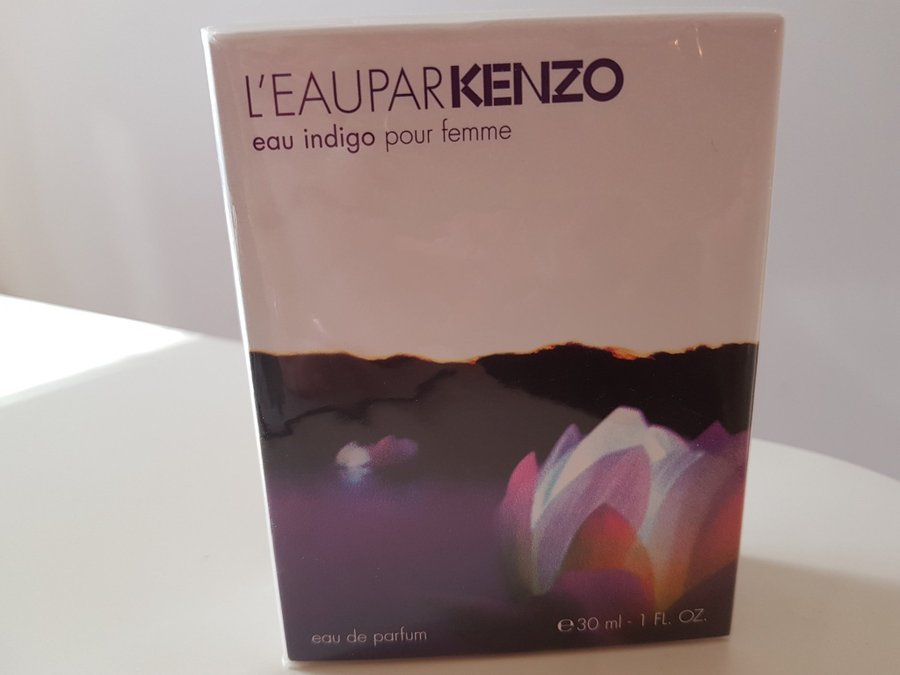 L'EAUPARKENZO
eau indigo pour femme
eau de parfum
℮30 ml - 1 FL. OZ.